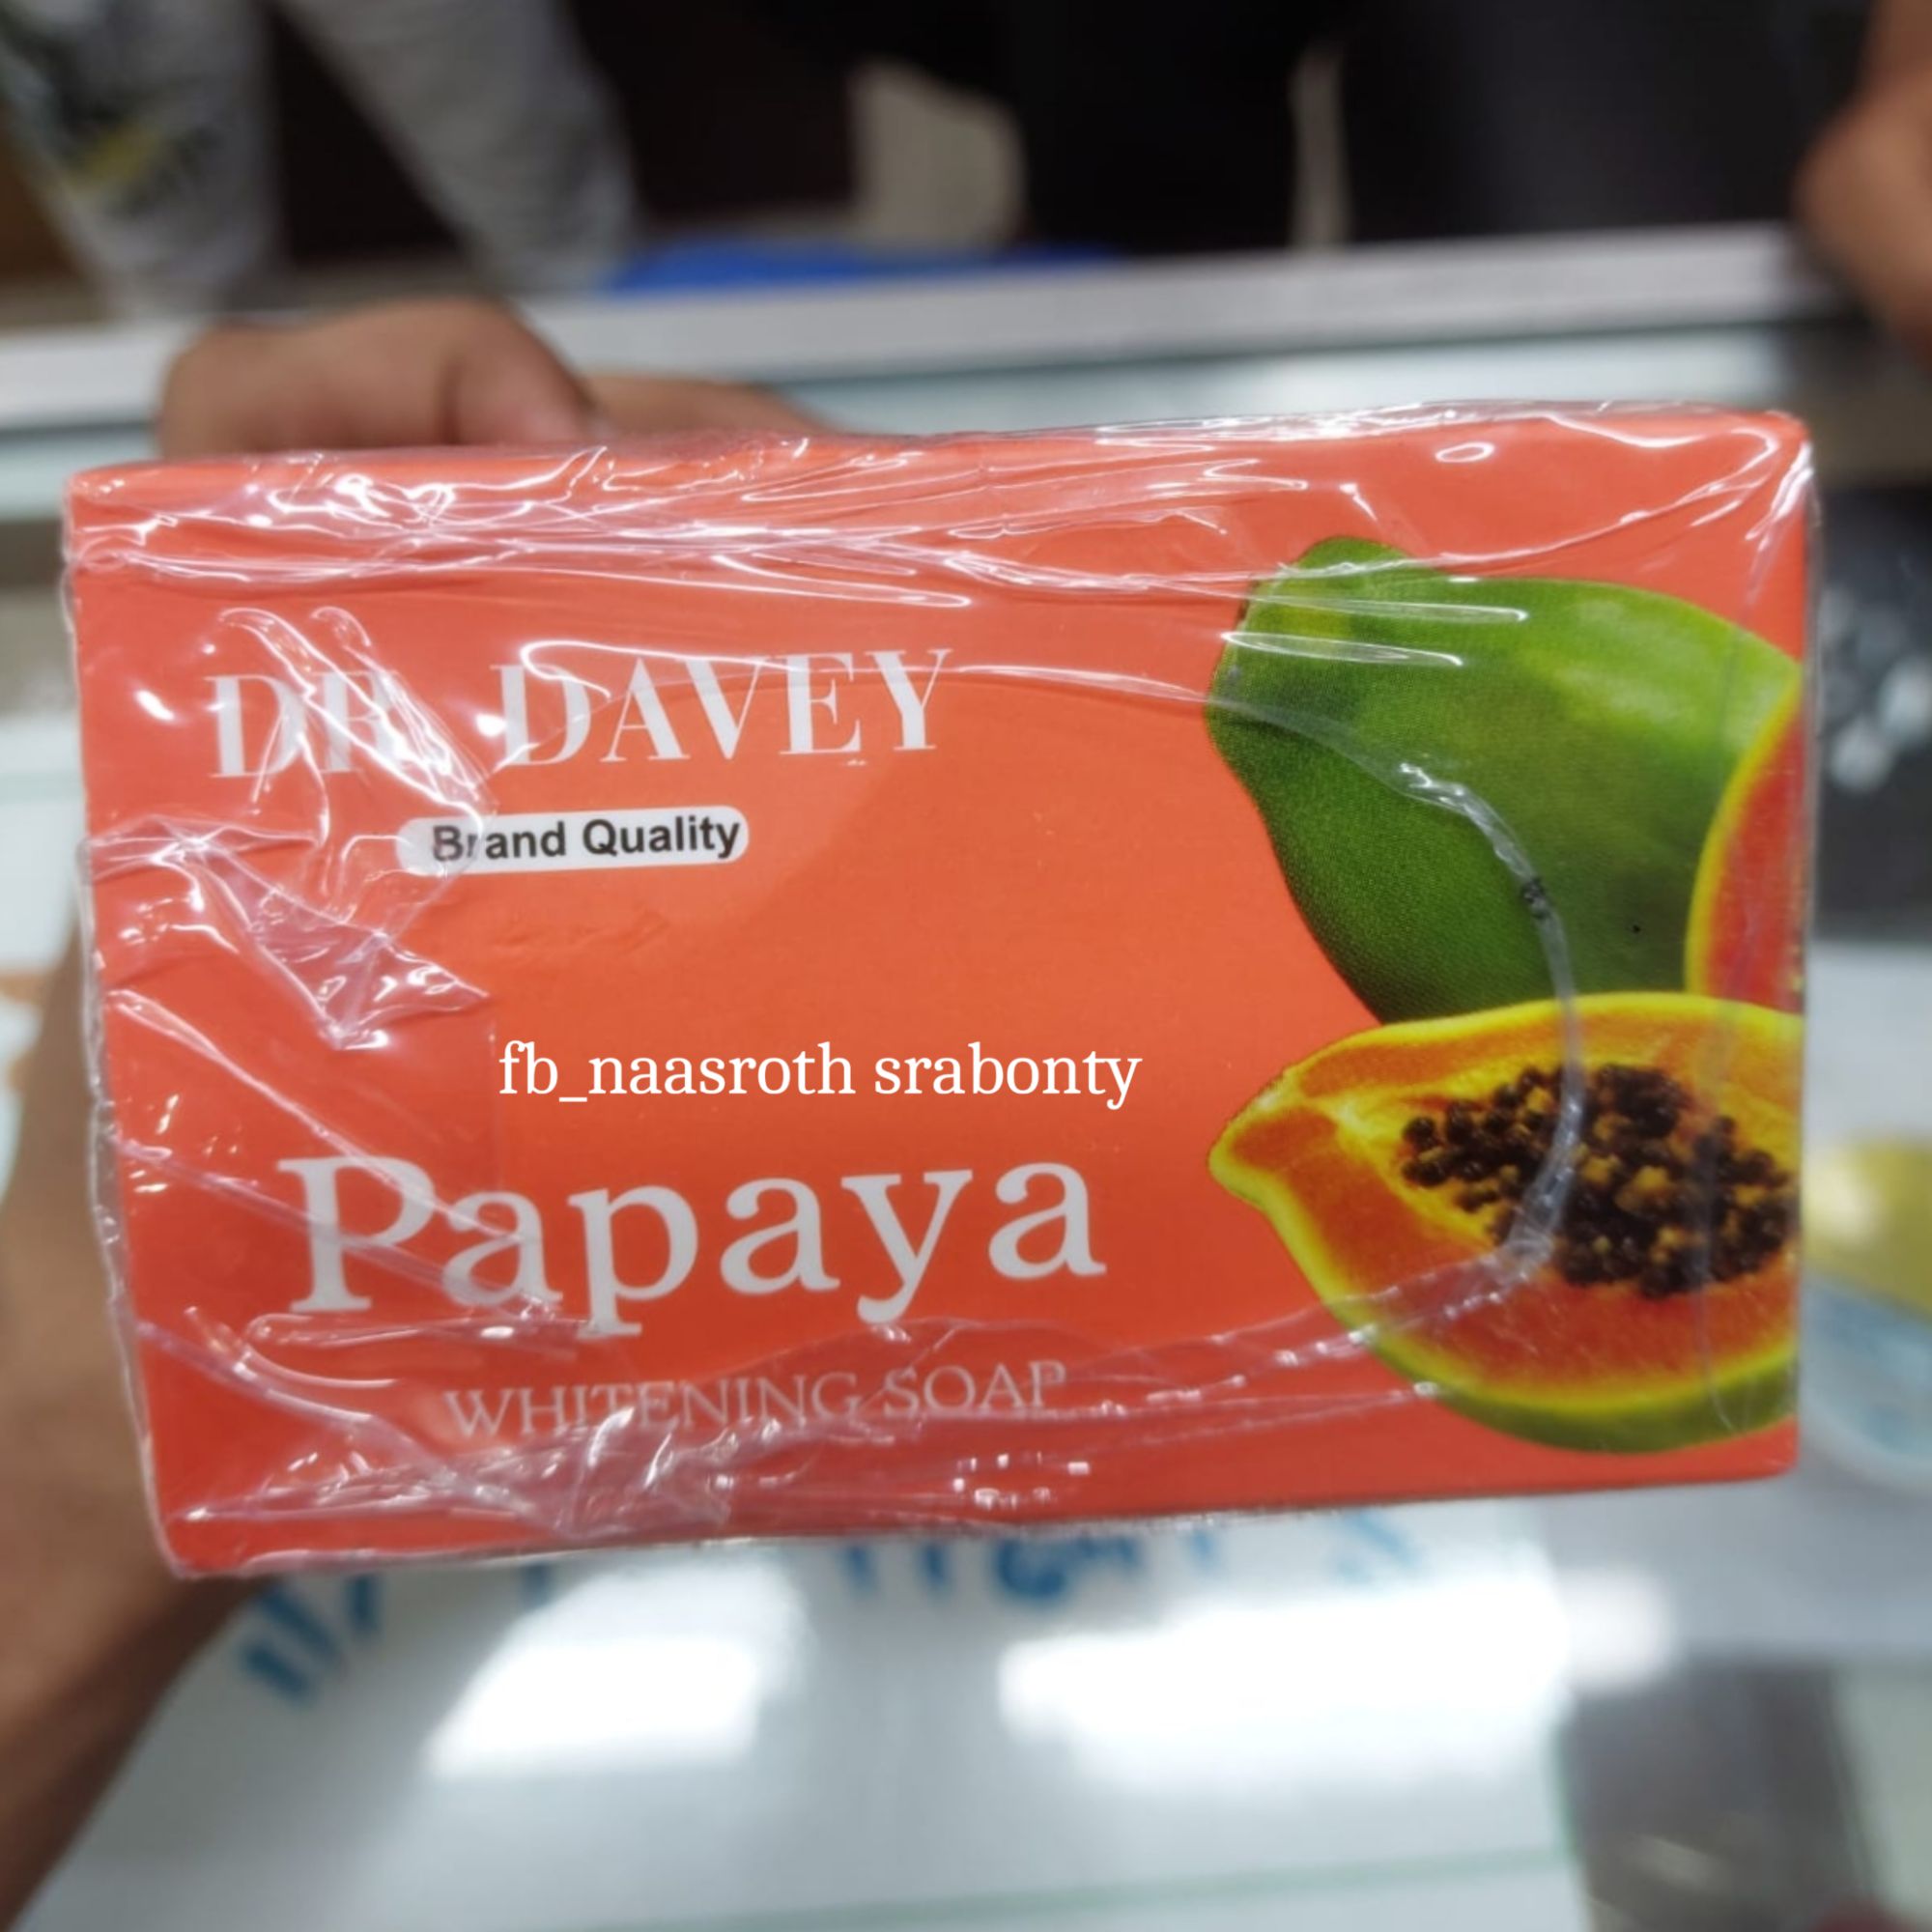 DR. DAVEY
Brand Quality
fb_naasroth srabonty
Papaya
WHITENING SOAP